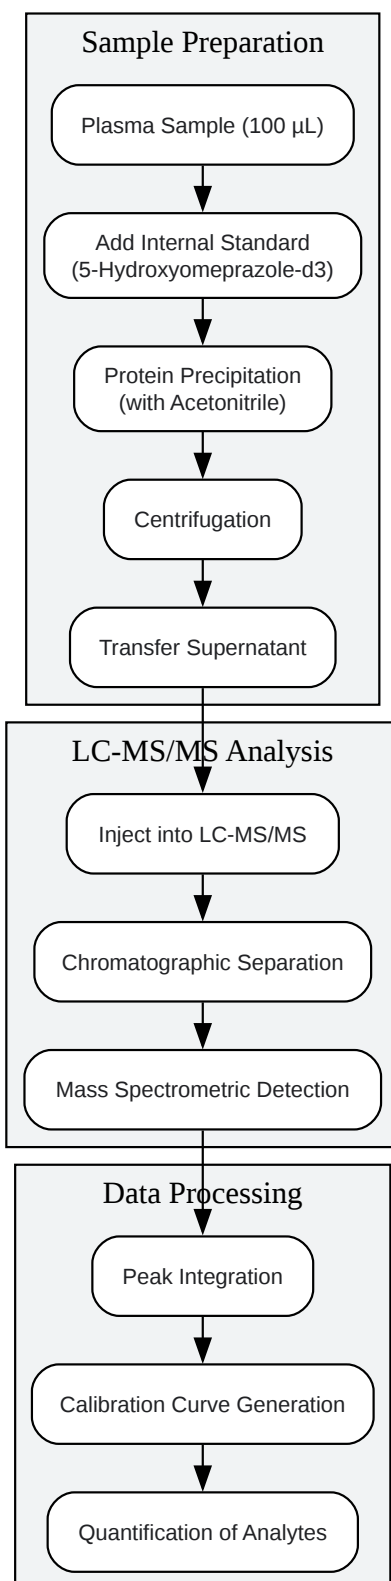 Sample Preparation
Plasma Sample (100 µL)
Add Internal Standard
(5-Hydroxyomeprazole-d3)
Protein Precipitation
(with Acetonitrile)
Centrifugation
Transfer Supernatant
LC-MS/MS Analysis
Inject into LC-MS/MS
Chromatographic Separation
Mass Spectrometric Detection
Data Processing
Peak Integration
Calibration Curve Generation
Quantification of Analytes